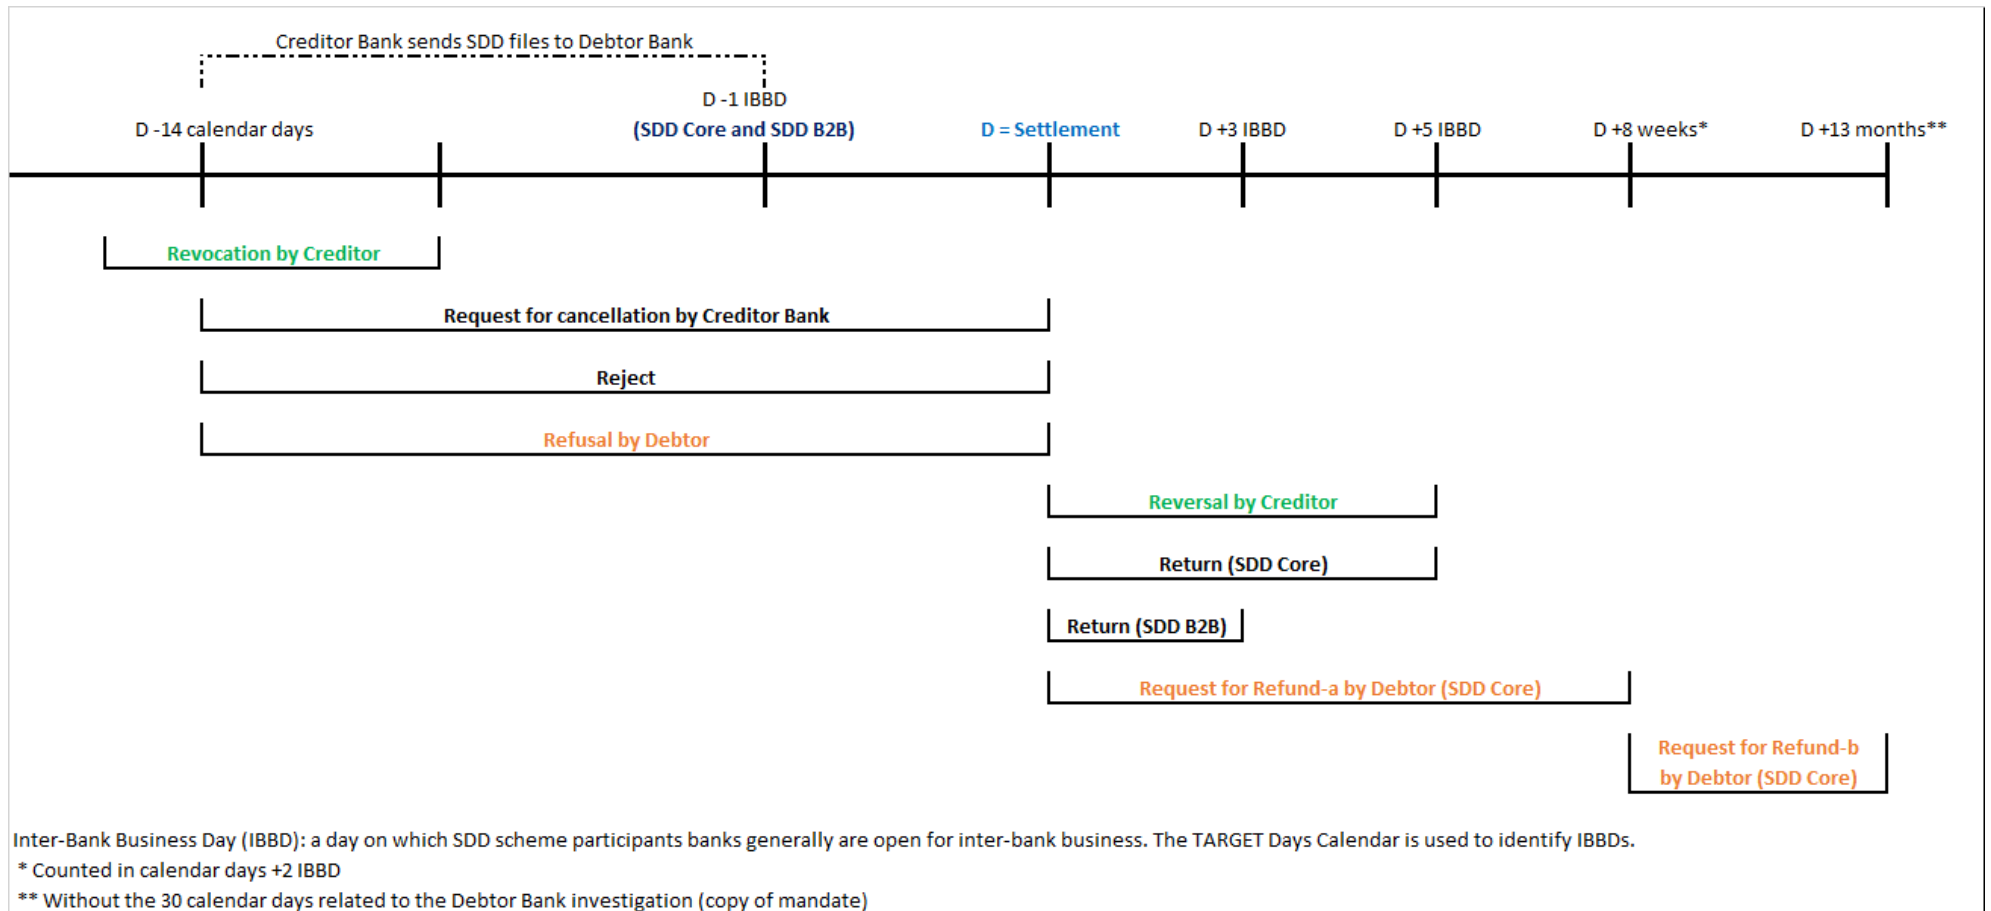 Creditor Bank sends SDD files to Debtor Bank
D -1 IBBD
D -14 calendar days
(SDD Core and SDD B2B)
D = Settlement
D +3 IBBD
D +5 IBBD
D +8 weeks*
D +13 months**
Revocation by Creditor
Request for cancellation by Creditor Bank
Reject
Refusal by Debtor
Reversal by Creditor
Return (SDD Core)
Return (SDD B2B)
Request for Refund-a by Debtor (SDD Core)
Request for Refund-b
by Debtor (SDD Core)
Inter-Bank Business Day (IBBD): a day on which SDD scheme participants banks generally are open for inter-bank business. The TARGET Days Calendar is used to identify IBBDs.
* Counted in calendar days +2 IBBD
** Without the 30 calendar days related to the Debtor Bank investigation (copy of mandate)